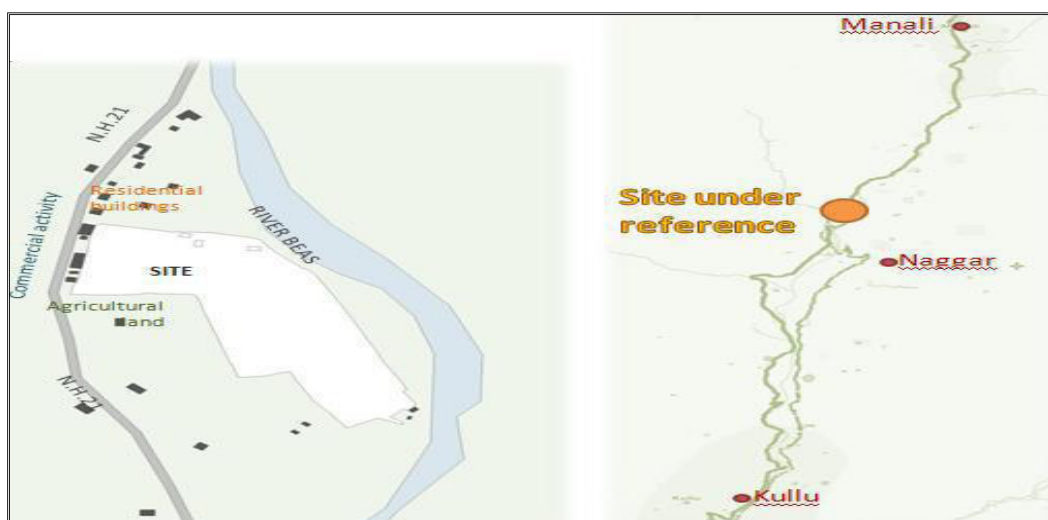 N.H.21
Residential
buildings
Commercial activity
RIVER BEAS
SITE
Agricultural
land
N.H.21
Manali
Site under
reference
Naggar
Kullu